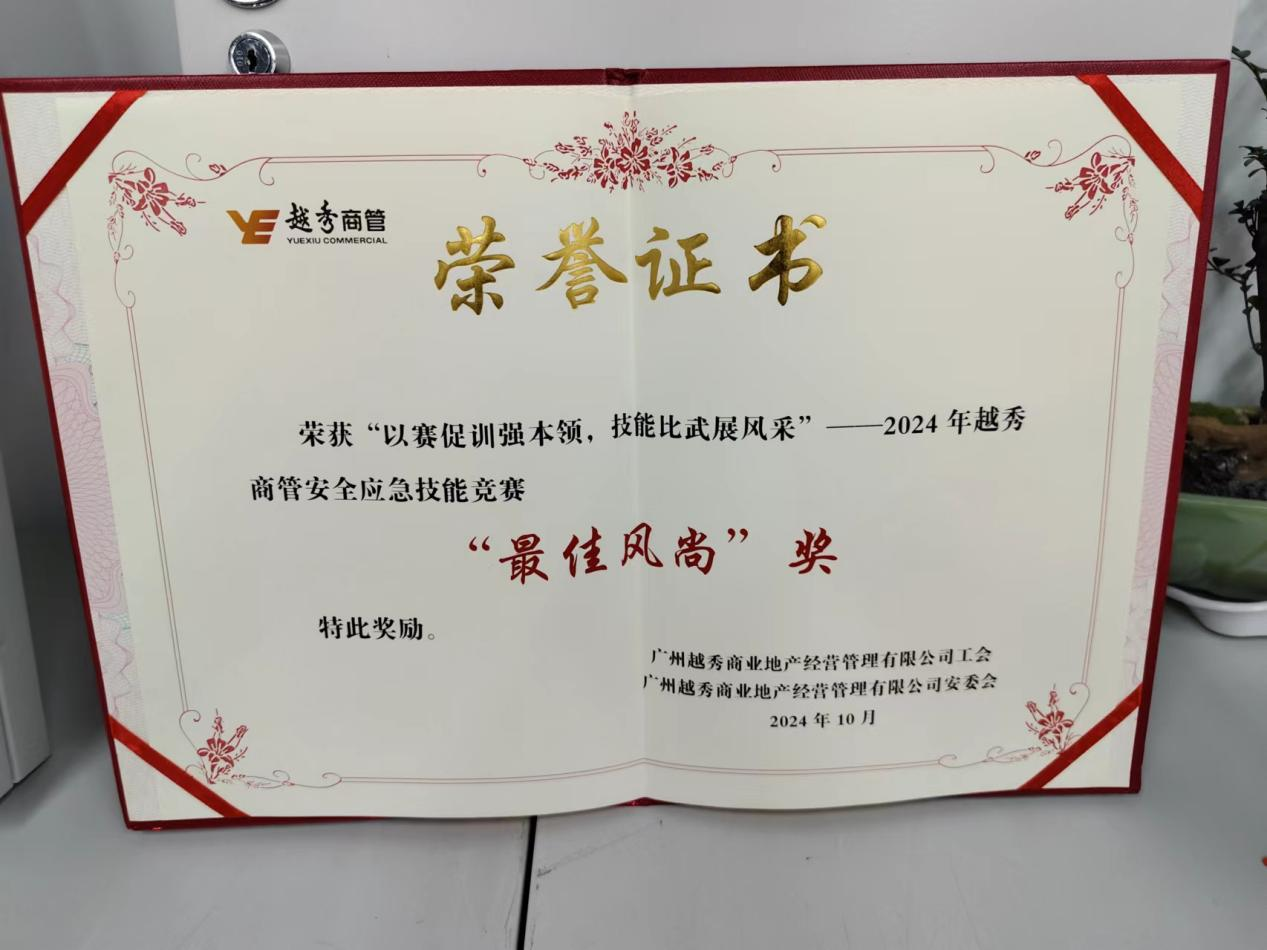 越秀商管
YUEXIU COMMERCIAL
荣誉证书
荣获“以赛促训强本领，技能比武展风采”——2024年越秀
商管安全应急技能竞赛
“最佳风尚”奖
特此奖励。
广州越秀商业地产经营管理有限公司工会
广州越秀商业地产经营管理有限公司安委会
2024年10月